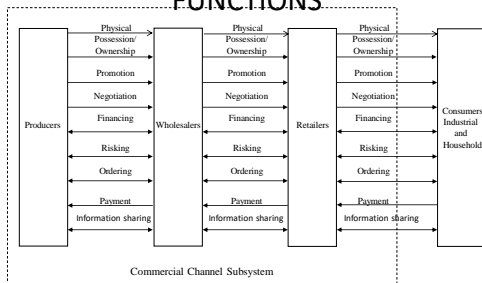 FUNCTIONS
Physical Physical Physical
Possession/ Possession/ Possession/
Ownership Ownership Ownership
Promotion Promotion Promotion
Negotiation Negotiation Negotiation
Producers Financing Wholesalers Financing Retailers Financing Consumers
Industrial
and
Household
Risking Risking Risking
Ordering Ordering Ordering
Payment Payment Payment
Information sharing Information sharing Information sharing
Commercial Channel Subsystem